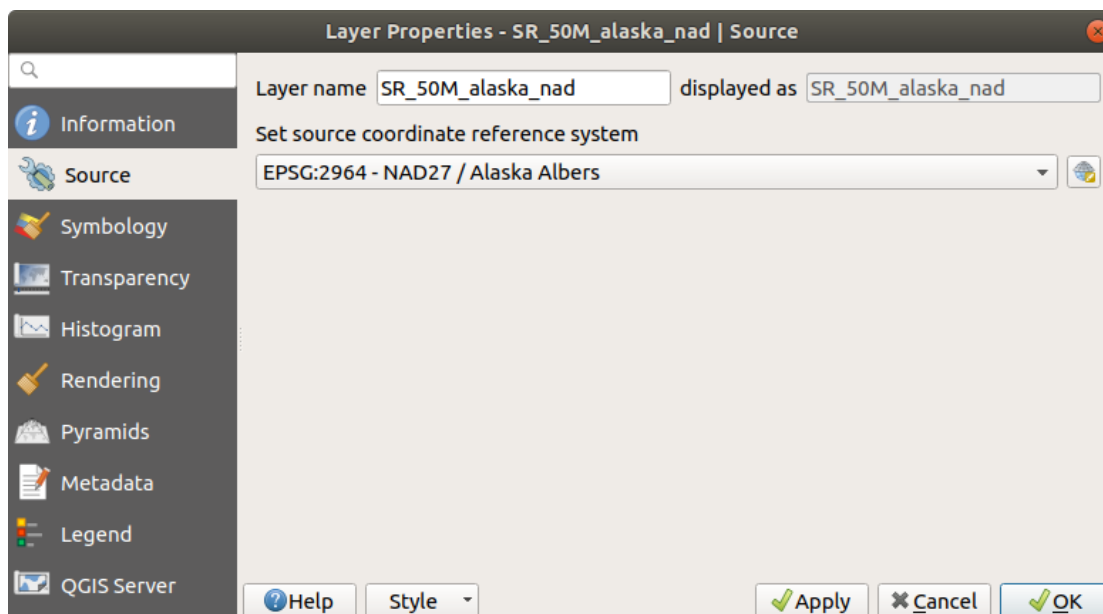 Layer Properties - SR_50M_alaska_nad | Source
Information
Source
Symbology
Transparency
Histogram
Rendering
Pyramids
Metadata
Legend
QGIS Server
Layer name SR_50M_alaska_nad displayed as SR_50M_alaska_nad
Set source coordinate reference system
EPSG:2964 - NAD27 / Alaska Albers
Help Style Apply Cancel OK